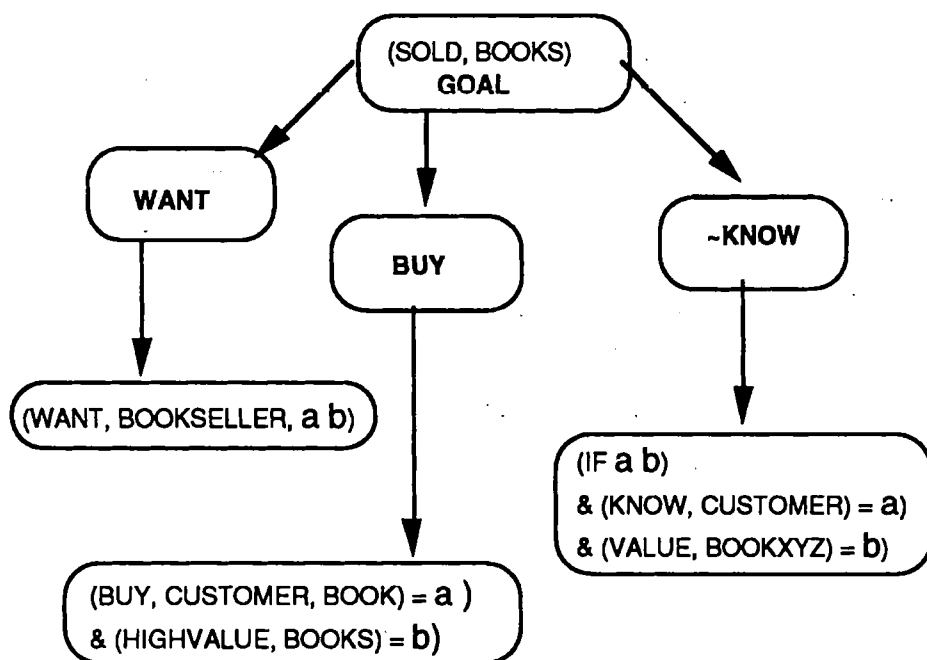 (SOLD, BOOKS)
GOAL
WANT
BUY
~KNOW
(WANT, BOOKSELLER, a b)
(IF a b)
& (KNOW, CUSTOMER) = a)
& (VALUE, BOOKXYZ) = b)
(BUY, CUSTOMER, BOOK) = a )
& (HIGHVALUE, BOOKS) = b)